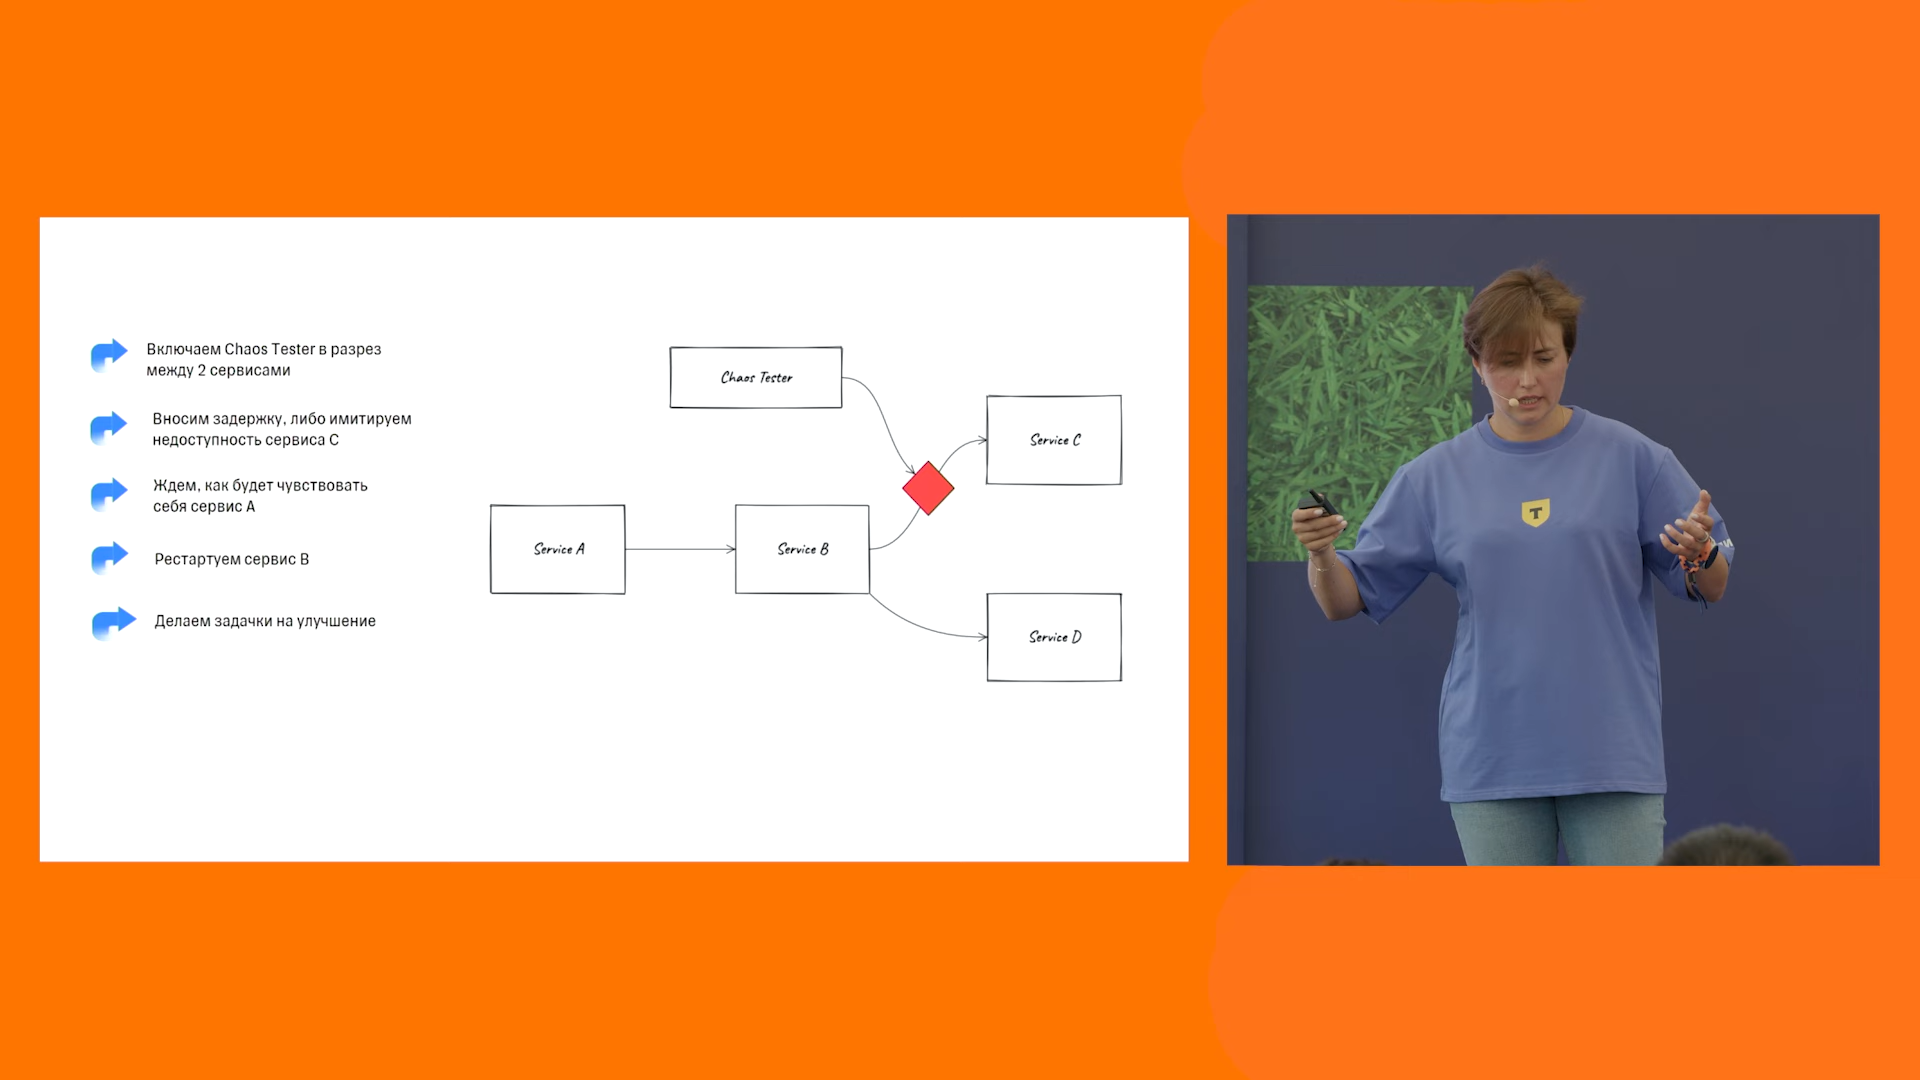 Включаем Chaos Tester в разрез
между 2 сервисами
Вносим задержку, либо имитируем
недоступность сервиса C
Ждем, как будет чувствовать
себя сервис A
Рестартуем сервис B
Делаем задачки на улучшение
Chaos Tester
Service C
Service A
Service B
Service D
T